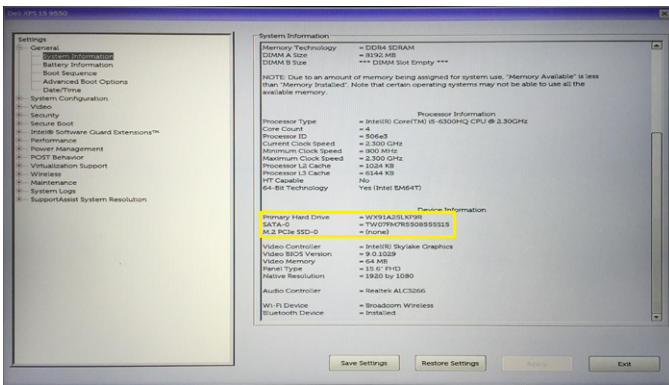 Dell XPS 15 9550
Settings
General
System Information
Battery Information
Boot Sequence
Advanced Boot Options
Date/Time
System Configuration
Video
Security
Secure Boot
Intel® Software Guard Extensions™
Performance
Power Management
POST Behavior
Virtualization Support
Wireless
Maintenance
System Logs
SupportAssist System Resolution
System Information
Memory Technology = DDR4 SDRAM
DIMM A Size = 8192 MB
DIMM B Size *** DIMM Slot Empty ***
NOTE: Due to an amount of memory being assigned for system use, "Memory Available" is less
than "Memory Installed". Note that certain operating systems may not be able to use all the
available memory.
Processor Information
Processor Type = Intel(R) Core(TM) i5-6300HQ CPU @ 2.30GHz
Core Count = 4
Processor ID = 506e3
Current Clock Speed = 2.300 GHz
Minimum Clock Speed = 800 MHz
Maximum Clock Speed = 2.300 GHz
Processor L2 Cache = 1024 KB
Processor L3 Cache = 6144 KB
HT Capable No
64-Bit Technology Yes (Intel EM64T)
Device Information
Primary Hard Drive = WX91A25LXP9R
SATA-0 = TW07FM7R5508555515
M.2 PCIe SSD-0 = (none)
Video Controller = Intel(R) Skylake Graphics
Video BIOS Version = 9.0.1029
Video Memory = 64 MB
Panel Type = 15.6" FHD
Native Resolution = 1920 by 1080
Audio Controller = Realtek ALC3266
Wi-Fi Device = Broadcom Wireless
Bluetooth Device = Installed
Save Settings
Restore Settings
Apply
Exit